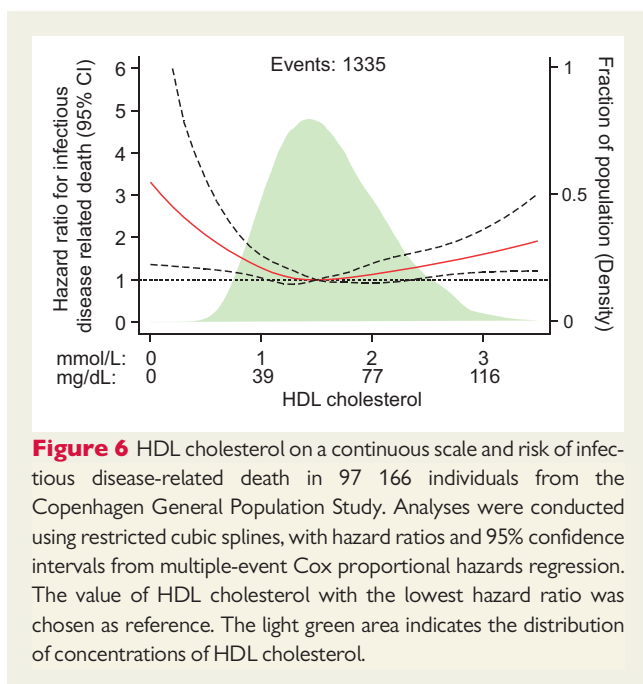 Events: 1335
Hazard ratio for infectious
disease related death (95% CI)
6
5
4
3
2
1
0
1
0.5
0
Fraction of population (Density)
mmol/L: 0 1 2 3
mg/dL: 0 39 77 116
HDL cholesterol
Figure 6 HDL cholesterol on a continuous scale and risk of infec-
tious disease-related death in 97 166 individuals from the
Copenhagen General Population Study. Analyses were conducted
using restricted cubic splines, with hazard ratios and 95% confidence
intervals from multiple-event Cox proportional hazards regression.
The value of HDL cholesterol with the lowest hazard ratio was
chosen as reference. The light green area indicates the distribution
of concentrations of HDL cholesterol.